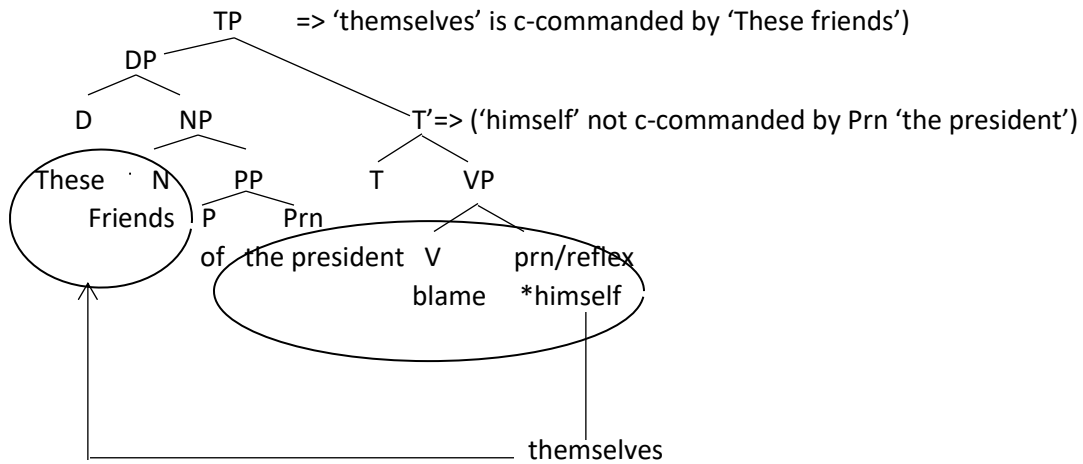 TP => ‘themselves’ is c-commanded by ‘These friends’)
DP
D NP T’=> (‘himself’ not c-commanded by Prn ‘the president’)
These N PP T VP
Friends P Prn
of the president V prn/reflex
blame *himself
themselves